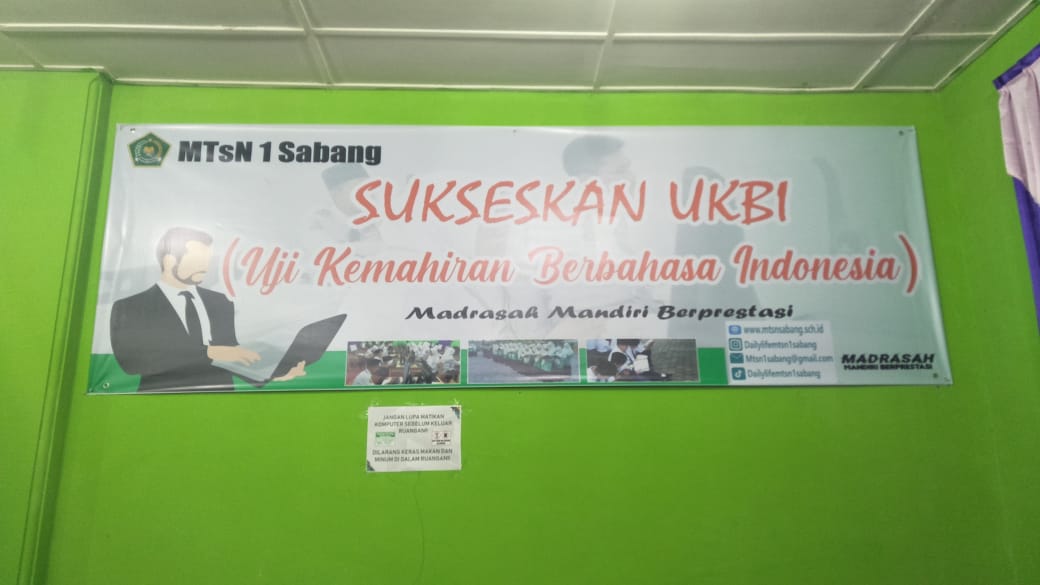 MTsN 1 Sabang
SUKSESKAN UKBI
(Uji Kemahiran Berbahasa Indonesia)
Madrasah Mandiri Berprestasi
www.mtsnsabang.sch.id
Dailylifemtsn1sabang
Mtsn1sabang@gmail.com
Dailylifemtsn1sabang
MADRASAH
MANDIRI BERPRESTASI
JANGAN LUPA MATIKAN
KOMPUTER SEBELUM KELUAR
RUANGAN!!
DILARANG KERAS MAKAN DAN
MINUM DI DALAM RUANGAN!!